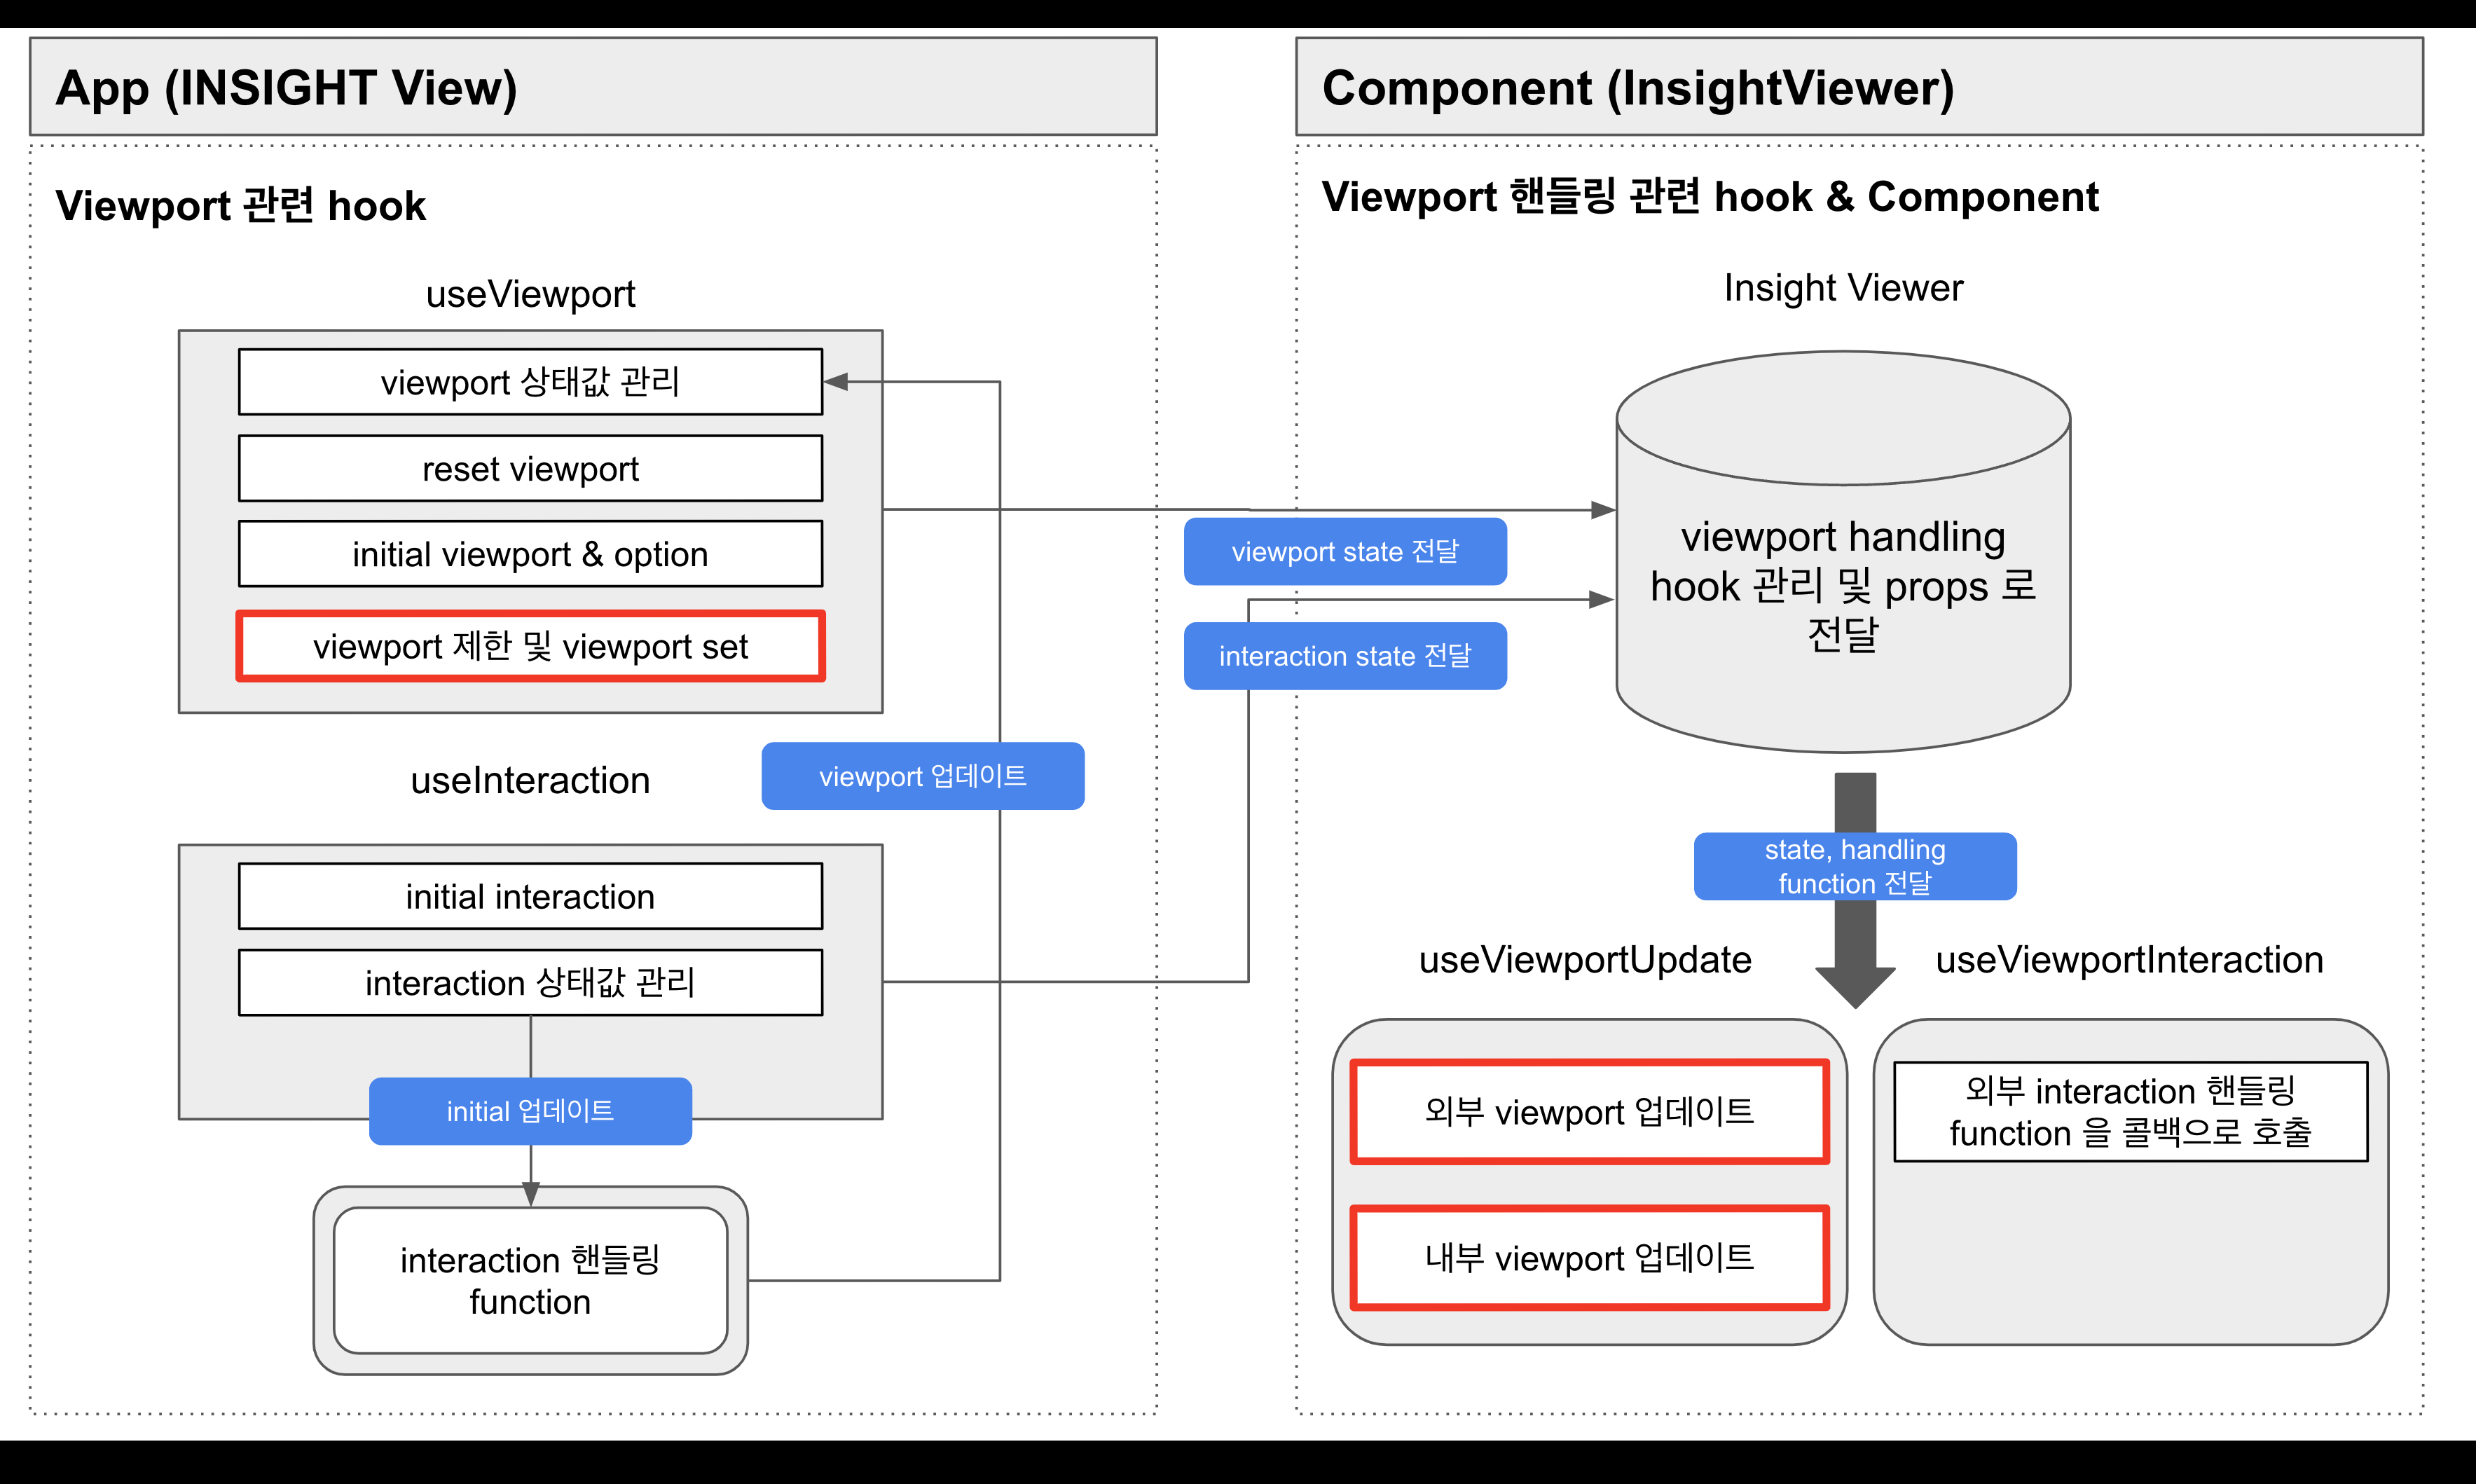 App (INSIGHT View)
Viewport 관련 hook
useViewport
viewport 상태값 관리
reset viewport
initial viewport & option
viewport 제한 및 viewport set
useInteraction
viewport 업데이트
initial interaction
interaction 상태값 관리
initial 업데이트
interaction 핸들링
function
viewport state 전달
interaction state 전달
Component (InsightViewer)
Viewport 핸들링 관련 hook & Component
Insight Viewer
viewport handling
hook 관리 및 props 로
전달
state, handling
function 전달
useViewportUpdate
외부 viewport 업데이트
내부 viewport 업데이트
useViewportInteraction
외부 interaction 핸들링
function 을 콜백으로 호출